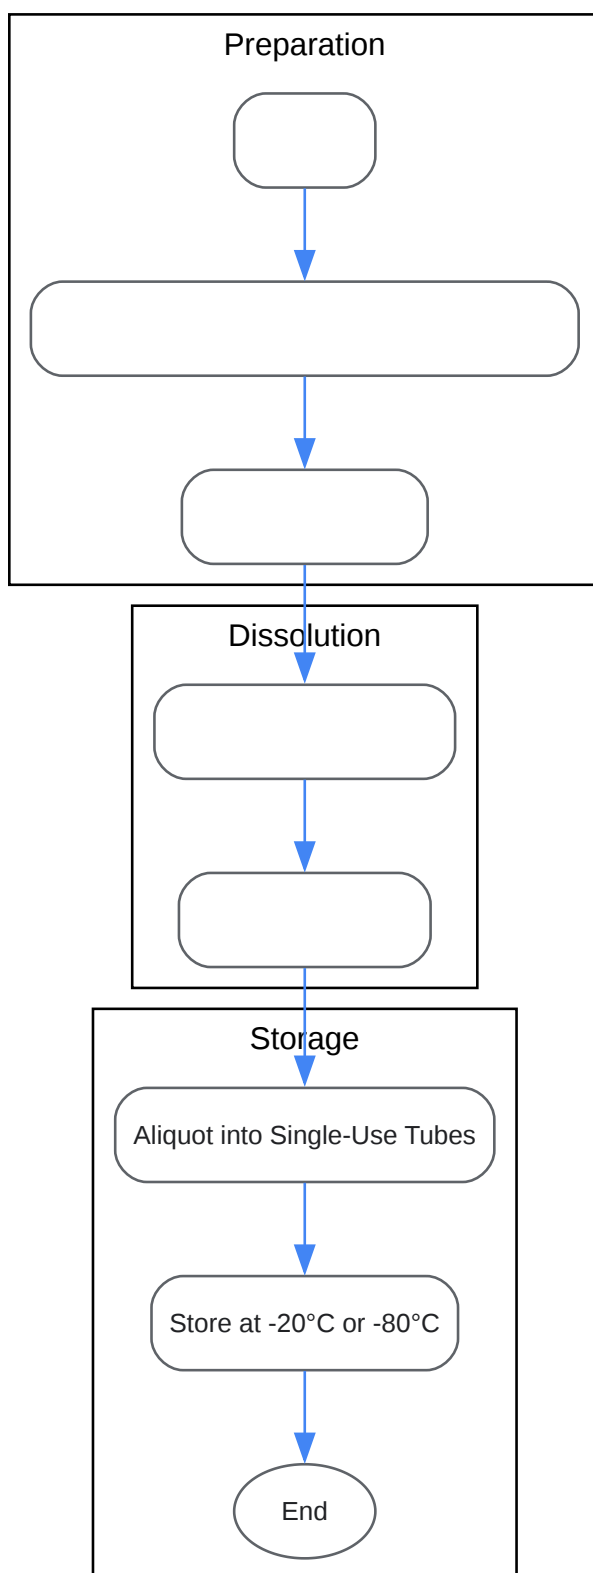 Preparation
Dissolution
Storage
Aliquot into Single-Use Tubes
Store at -20°C or -80°C
End